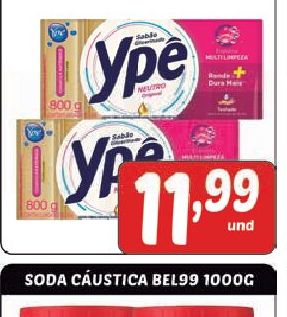 Ypê
Sabão
Glicerinado
Ypê
NEUTRO
Original
MULTILIMPEZA
Rende +
Dura Mais
800 g
Ypê
Sabão
Glicerinado
Ypê
MULTILIMPEZA
800 g
11,99
und
SODA CÁUSTICA BEL99 1000G